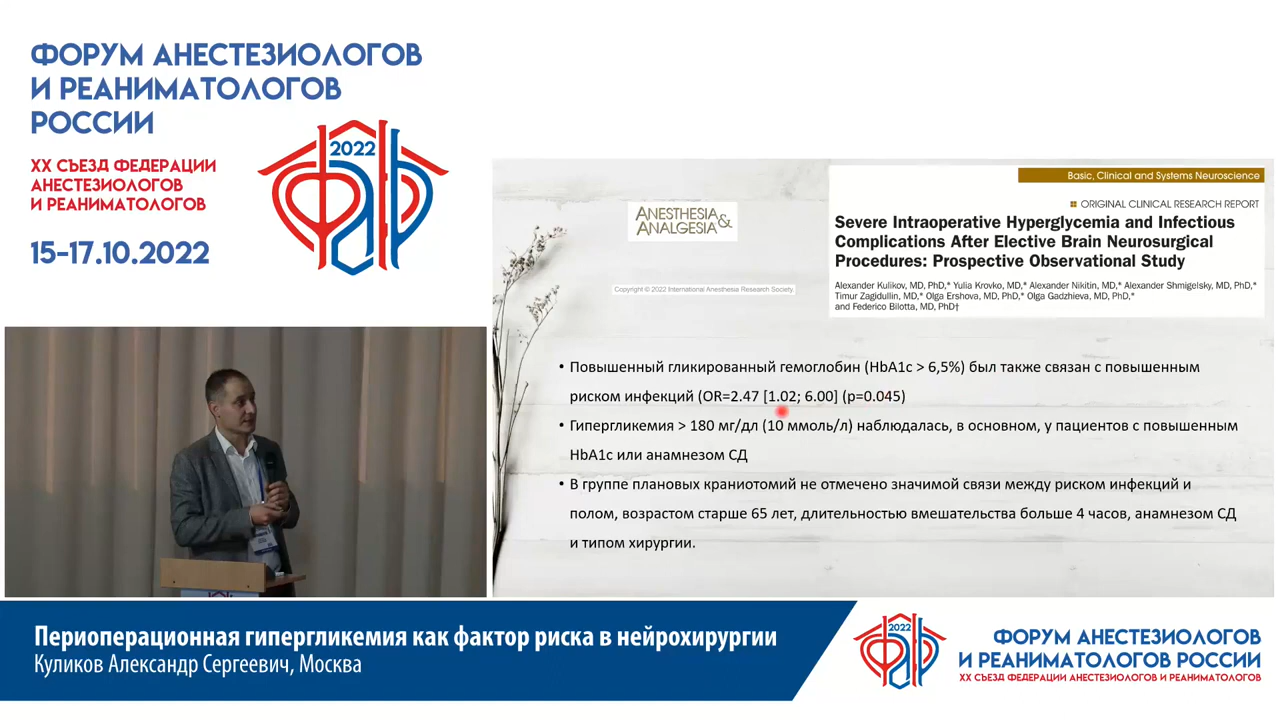 ФОРУМ АНЕСТЕЗИОЛОГОВ
И РЕАНИМАТОЛОГОВ
РОССИИ
XX СЪЕЗД ФЕДЕРАЦИИ
АНЕСТЕЗИОЛОГОВ
И РЕАНИМАТОЛОГОВ
15-17.10.2022
2022
ANESTHESIA &
ANALGESIA
Copyright © 2022 International Anesthesia Research Society.
Basic, Clinical and Systems Neuroscience
ORIGINAL CLINICAL RESEARCH REPORT
Severe Intraoperative Hyperglycemia and Infectious
Complications After Elective Brain Neurosurgical
Procedures: Prospective Observational Study
Alexander Kulikov, MD, PhD,* Yulia Krovko, MD,* Alexander Nikitin, MD,* Alexander Shmigelsky, MD, PhD,*
Timur Zagidullin, MD,* Olga Ershova, MD, PhD,* Olga Gadzhieva, MD, PhD,*
and Federico Bilotta, MD, PhD†
• Повышенный гликированный гемоглобин (HbA1c > 6,5%) был также связан с повышенным
риском инфекций (OR=2.47 [1.02; 6.00] (p=0.045)
• Гипергликемия > 180 мг/дл (10 ммоль/л) наблюдалась, в основном, у пациентов с повышенным
HbA1c или анамнезом СД
• В группе плановых краниотомий не отмечено значимой связи между риском инфекций и
полом, возрастом старше 65 лет, длительностью вмешательства больше 4 часов, анамнезом СД
и типом хирургии.
Периоперационная гипергликемия как фактор риска в нейрохирургии
Куликов Александр Сергеевич, Москва
2022
ФОРУМ АНЕСТЕЗИОЛОГОВ
И РЕАНИМАТОЛОГОВ РОССИИ
XX СЪЕЗД ФЕДЕРАЦИИ АНЕСТЕЗИОЛОГОВ И РЕАНИМАТОЛОГОВ